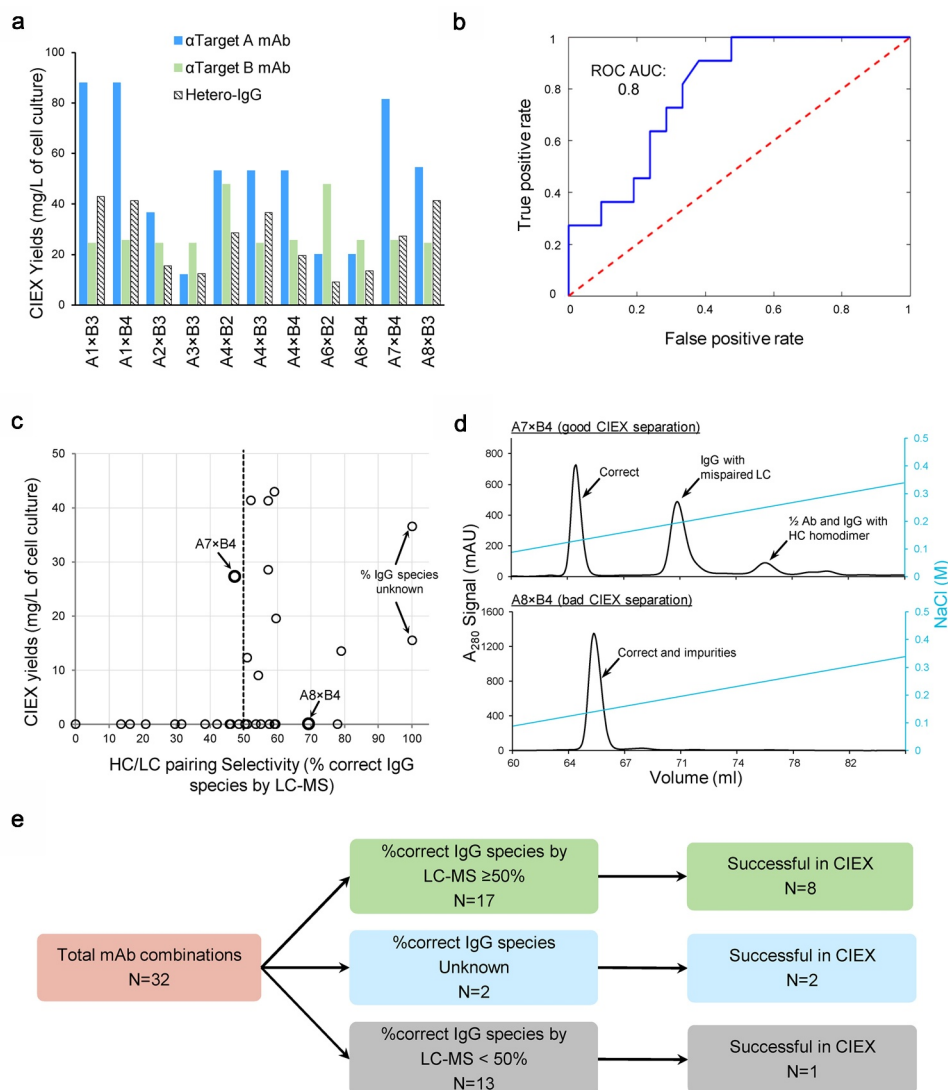 a
αTarget A mAb
αTarget B mAb
Hetero-IgG
CIEX Yields (mg/L of cell culture)
100
80
60
40
20
0
A1×B3
A1×B4
A2×B3
A3×B3
A4×B2
A4×B3
A4×B4
A6×B2
A6×B4
A7×B4
A8×B3
b
ROC AUC:
0.8
True positive rate
1
0.8
0.6
0.4
0.2
0
0
0.2
0.4
0.6
0.8
1
False positive rate
c
CIEX yields (mg/L of cell culture)
50
40
30
20
10
0
A7×B4
% IgG species
unknown
A8×B4
0
10
20
30
40
50
60
70
80
90
100
HC/LC pairing Selectivity (% correct IgG
species by LC-MS)
d
A7×B4 (good CIEX separation)
800
600
400
200
0
Correct
IgG with
mispaired LC
½ Ab and IgG with
HC homodimer
0.5
0.4
0.3
0.2
0.1
0
A8×B4 (bad CIEX separation)
1600
1200
800
400
0
Correct and impurities
0.5
0.4
0.3
0.2
0.1
0
A280 Signal (mAU)
NaCl (M)
60
64
67
71
74
78
82
Volume (ml)
e
Total mAb combinations
N=32
%correct IgG species by
LC-MS ≥50%
N=17
Successful in CIEX
N=8
%correct IgG species
Unknown
N=2
Successful in CIEX
N=2
%correct IgG species by
LC-MS < 50%
N=13
Successful in CIEX
N=1